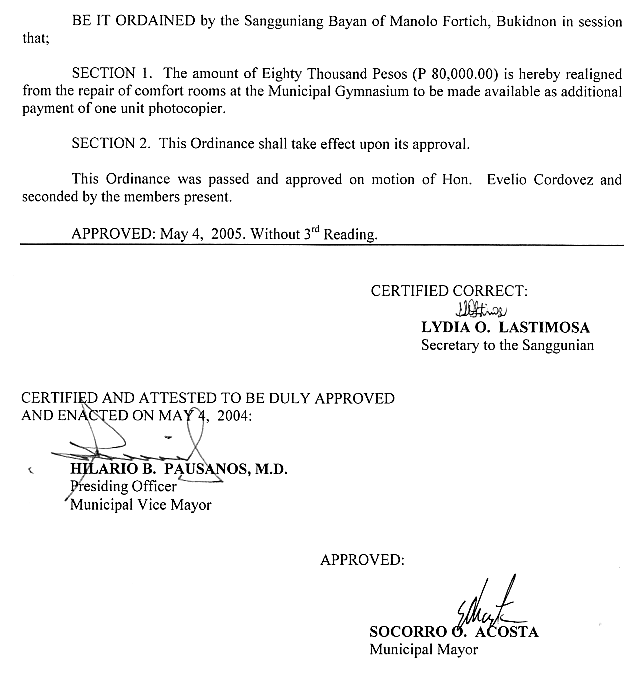 BE IT ORDAINED by the Sangguniang Bayan of Manolo Fortich, Bukidnon in session
that;
SECTION 1. The amount of Eighty Thousand Pesos (P 80,000.00) is hereby realigned
from the repair of comfort rooms at the Municipal Gymnasium to be made available as additional
payment of one unit photocopier.
SECTION 2. This Ordinance shall take effect upon its approval.
This Ordinance was passed and approved on motion of Hon. Evelio Cordovez and
seconded by the members present.
APPROVED: May 4, 2005. Without 3rd Reading.
CERTIFIED CORRECT:
LYDIA O. LASTIMOSA
Secretary to the Sanggunian
CERTIFIED AND ATTESTED TO BE DULY APPROVED
AND ENACTED ON MAY 4, 2004:
HILARIO B. PAUSANOS, M.D.
Presiding Officer
Municipal Vice Mayor
APPROVED:
SOCORRO O. ACOSTA
Municipal Mayor